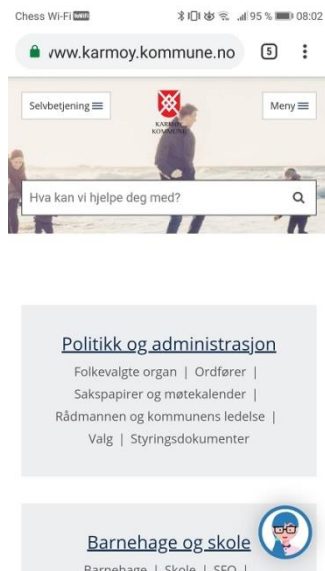 Chess Wi-Fi
95 % 08:02
www.karmoy.kommune.no 5
Selvbetjening
KARMØY
KOMMUNE
Meny
Hva kan vi hjelpe deg med?
Politikk og administrasjon
Folkevalgte organ | Ordfører |
Sakspapirer og møtekalender |
Rådmannen og kommunens ledelse |
Valg | Styringsdokumenter
Barnehage og skole
Barnehage | Skole | SFO |